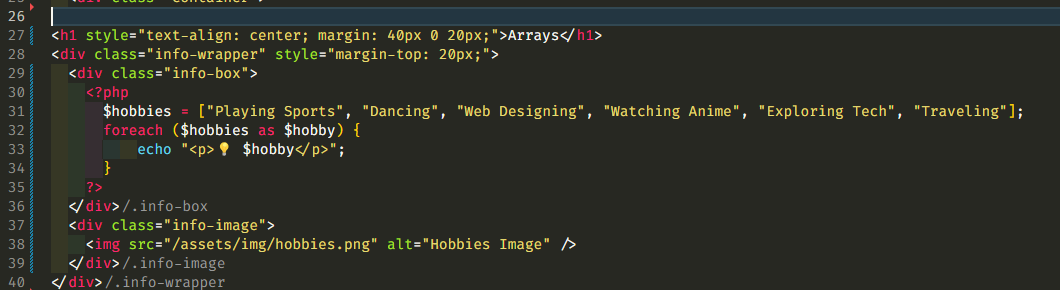 25 <div class="container">
26
27 <h1 style="text-align: center; margin: 40px 0 20px;">Arrays</h1>
28 <div class="info-wrapper" style="margin-top: 20px;">
29 <div class="info-box">
30 <?php
31 $hobbies = ["Playing Sports", "Dancing", "Web Designing", "Watching Anime", "Exploring Tech", "Traveling"];
32 foreach ($hobbies as $hobby) {
33 echo "<p>💡 $hobby</p>";
34 }
35 ?>
36 </div>/.info-box
37 <div class="info-image">
38 <img src="/assets/img/hobbies.png" alt="Hobbies Image" />
39 </div>/.info-image
40 </div>/.info-wrapper